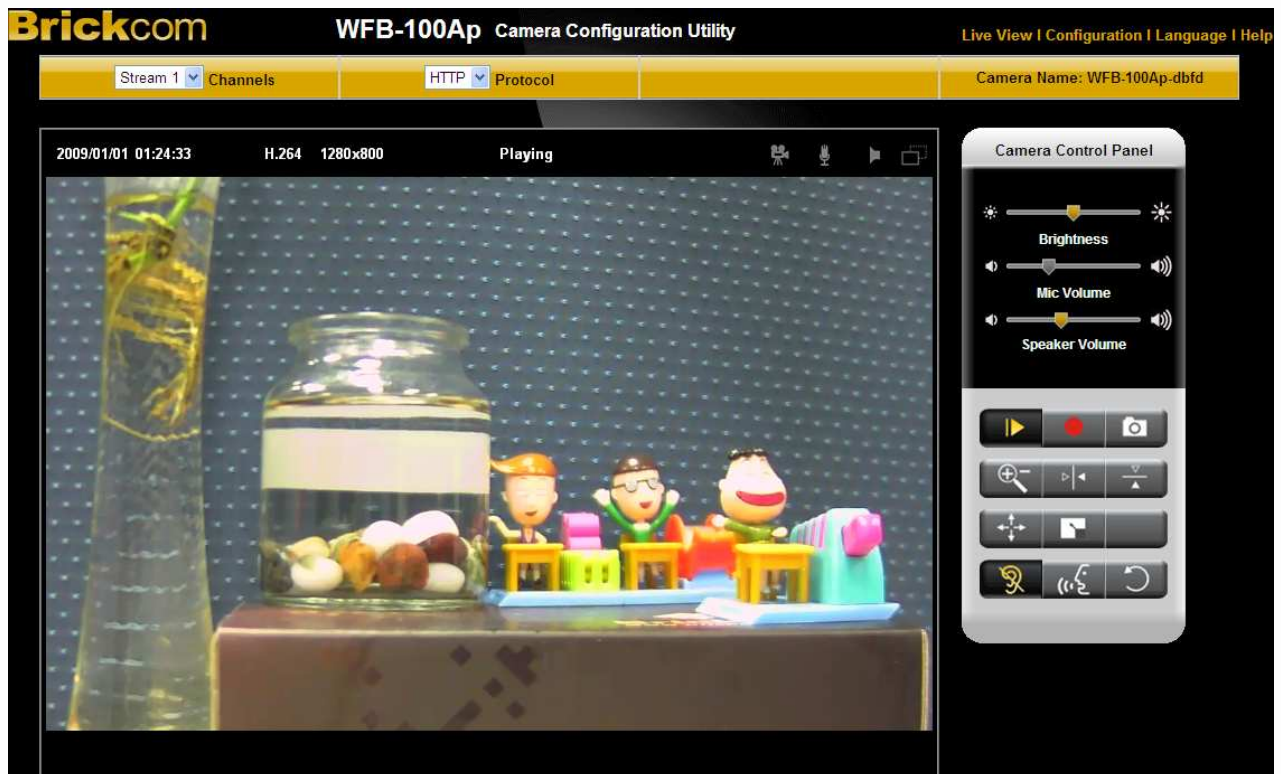 Brickcom
WFB-100Ap Camera Configuration Utility
Live View I Configuration I Language I Help
Stream 1 Channels
HTTP Protocol
Camera Name: WFB-100Ap-dbfd
2009/01/01 01:24:33 H.264 1280x800 Playing
Camera Control Panel
Brightness
Mic Volume
Speaker Volume